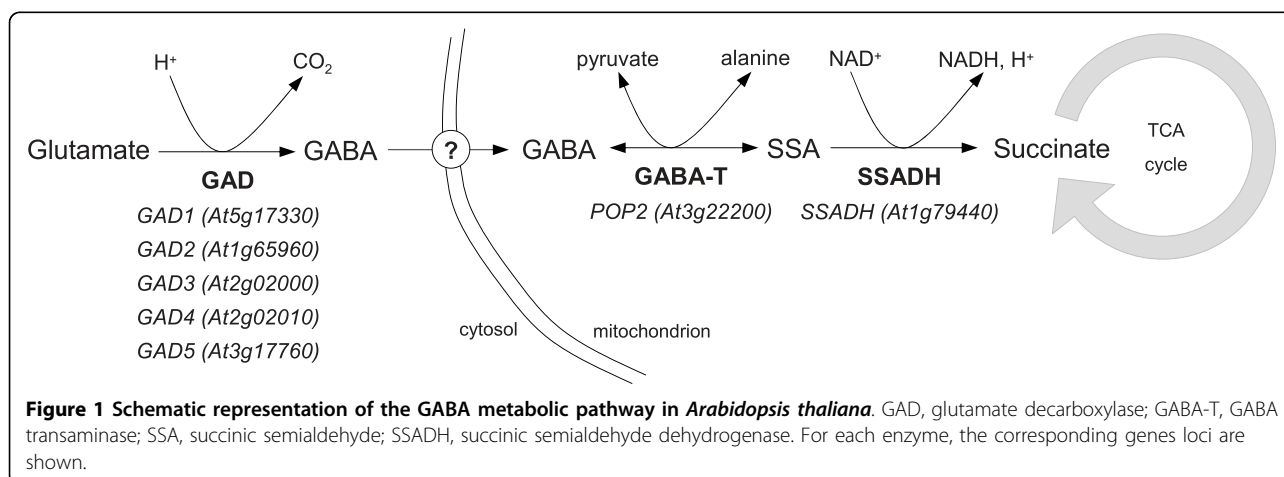 H⁺ CO₂ pyruvate alanine NAD⁺ NADH, H⁺
Glutamate GABA ? GABA SSA Succinate
TCA
cycle
GAD GABA-T SSADH
GAD1 (At5g17330) POP2 (At3g22200) SSADH (At1g79440)
GAD2 (At1g65960)
GAD3 (At2g02000)
GAD4 (At2g02010)
GAD5 (At3g17760)
cytosol mitochondrion
Figure 1 Schematic representation of the GABA metabolic pathway in Arabidopsis thaliana. GAD, glutamate decarboxylase; GABA-T, GABA
transaminase; SSA, succinic semialdehyde; SSADH, succinic semialdehyde dehydrogenase. For each enzyme, the corresponding genes loci are
shown.